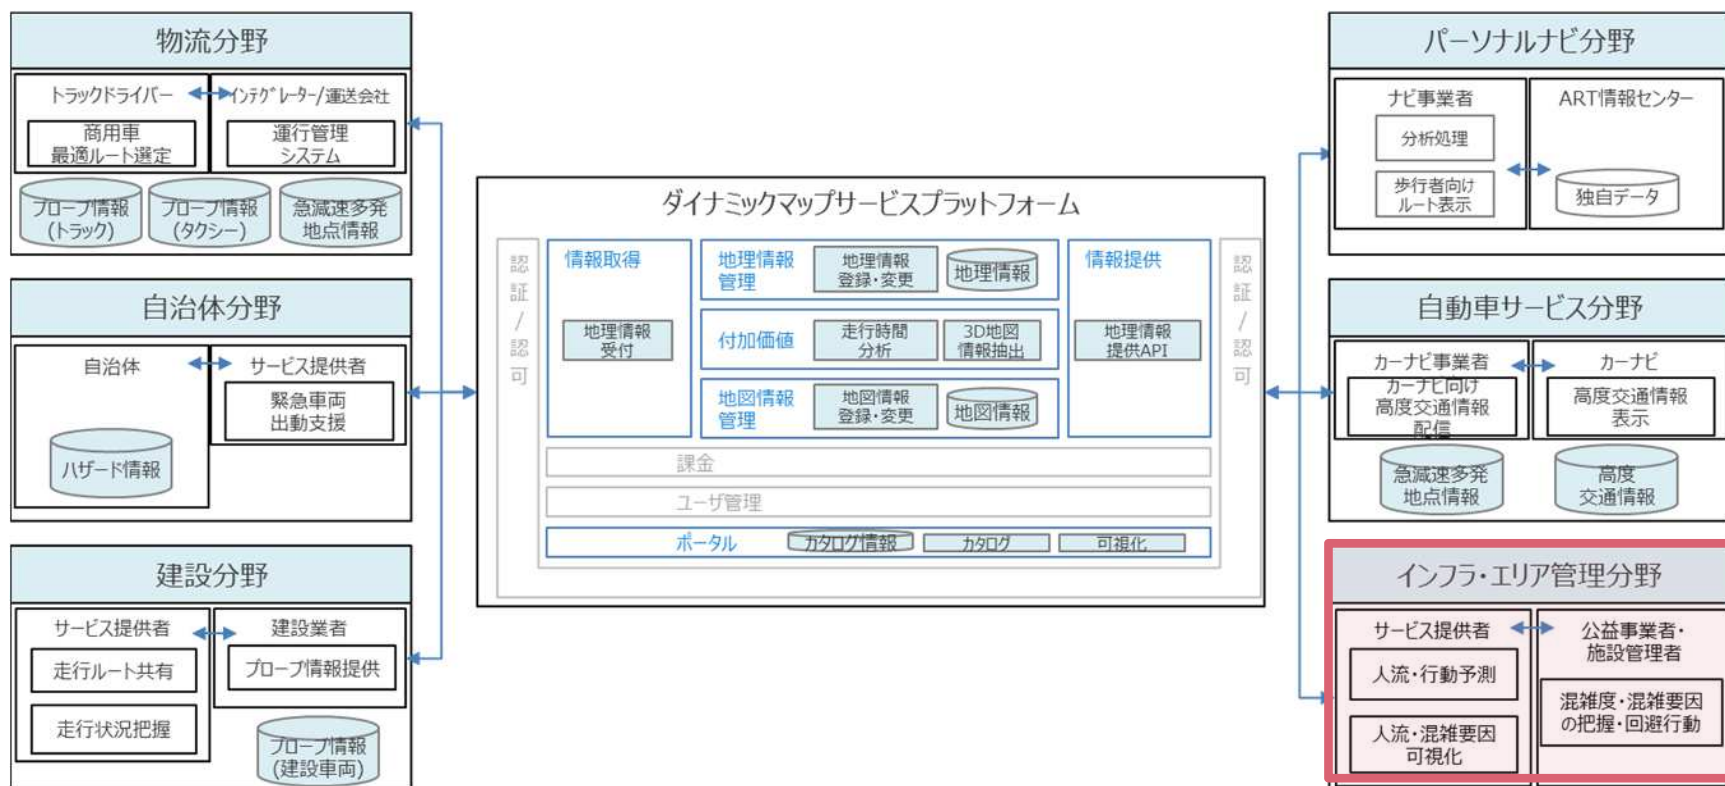 物流分野
トラックドライバー
インテグレーター/運送会社
商用車
最適ルート選定
運行管理
システム
プローブ情報
(トラック)
プローブ情報
(タクシー)
急減速多発
地点情報
自治体分野
自治体
サービス提供者
緊急車両
出動支援
ハザード情報
建設分野
サービス提供者
建設業者
走行ルート共有
プローブ情報提供
走行状況把握
プローブ情報
(建設車両)
ダイナミックマップサービスプラットフォーム
認証/認可
情報取得
地理情報
受付
地理情報
管理
地理情報
登録・変更
地理情報
付加価値
走行時間
分析
3D地図
情報抽出
地図情報
管理
地図情報
登録・変更
地図情報
情報提供
地理情報
提供API
認証/認可
課金
ユーザ管理
ポータル
カタログ情報
カタログ
可視化
パーソナルナビ分野
ナビ事業者
ART情報センター
分析処理
歩行者向け
ルート表示
独自データ
自動車サービス分野
カーナビ事業者
カーナビ
カーナビ向け
高度交通情報
配信
高度交通情報
表示
急減速多発
地点情報
高度
交通情報
インフラ・エリア管理分野
サービス提供者
公益事業者・
施設管理者
人流・行動予測
人流・混雑要因
可視化
混雑度・混雑要因
の把握・回避行動